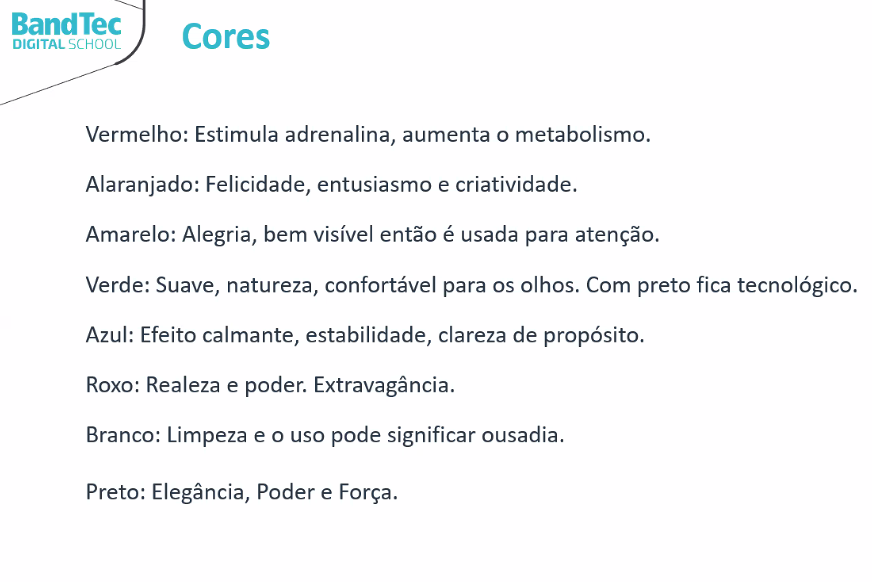 BandTec
DIGITAL SCHOOL
Cores
Vermelho: Estimula adrenalina, aumenta o metabolismo.
Alaranjado: Felicidade, entusiasmo e criatividade.
Amarelo: Alegria, bem visível então é usada para atenção.
Verde: Suave, natureza, confortável para os olhos. Com preto fica tecnológico.
Azul: Efeito calmante, estabilidade, clareza de propósito.
Roxo: Realeza e poder. Extravagância.
Branco: Limpeza e o uso pode significar ousadia.
Preto: Elegância, Poder e Força.